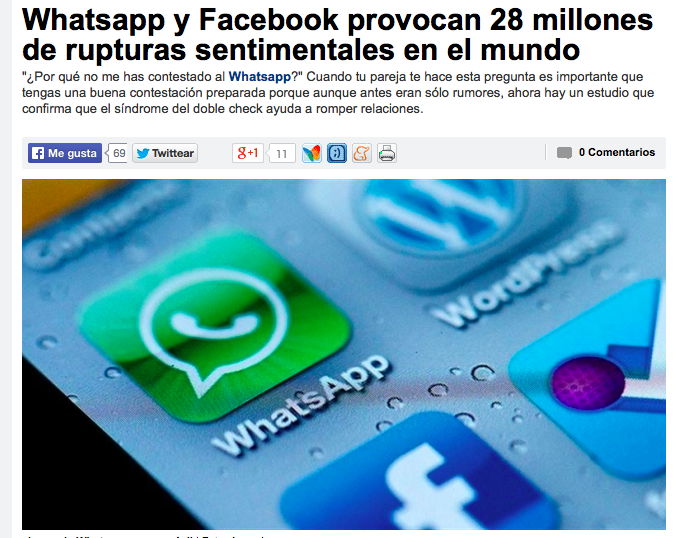 Whatsapp y Facebook provocan 28 millones
de rupturas sentimentales en el mundo
"¿Por qué no me has contestado al Whatsapp?" Cuando tu pareja te hace esta pregunta es importante que
tengas una buena contestación preparada porque aunque antes eran sólo rumores, ahora hay un estudio que
confirma que el síndrome del doble check ayuda a romper relaciones.
f Me gusta 69 Twittear g+1 11 ;) 0 Comentarios
Contacts
WordPress
WhatsApp
f